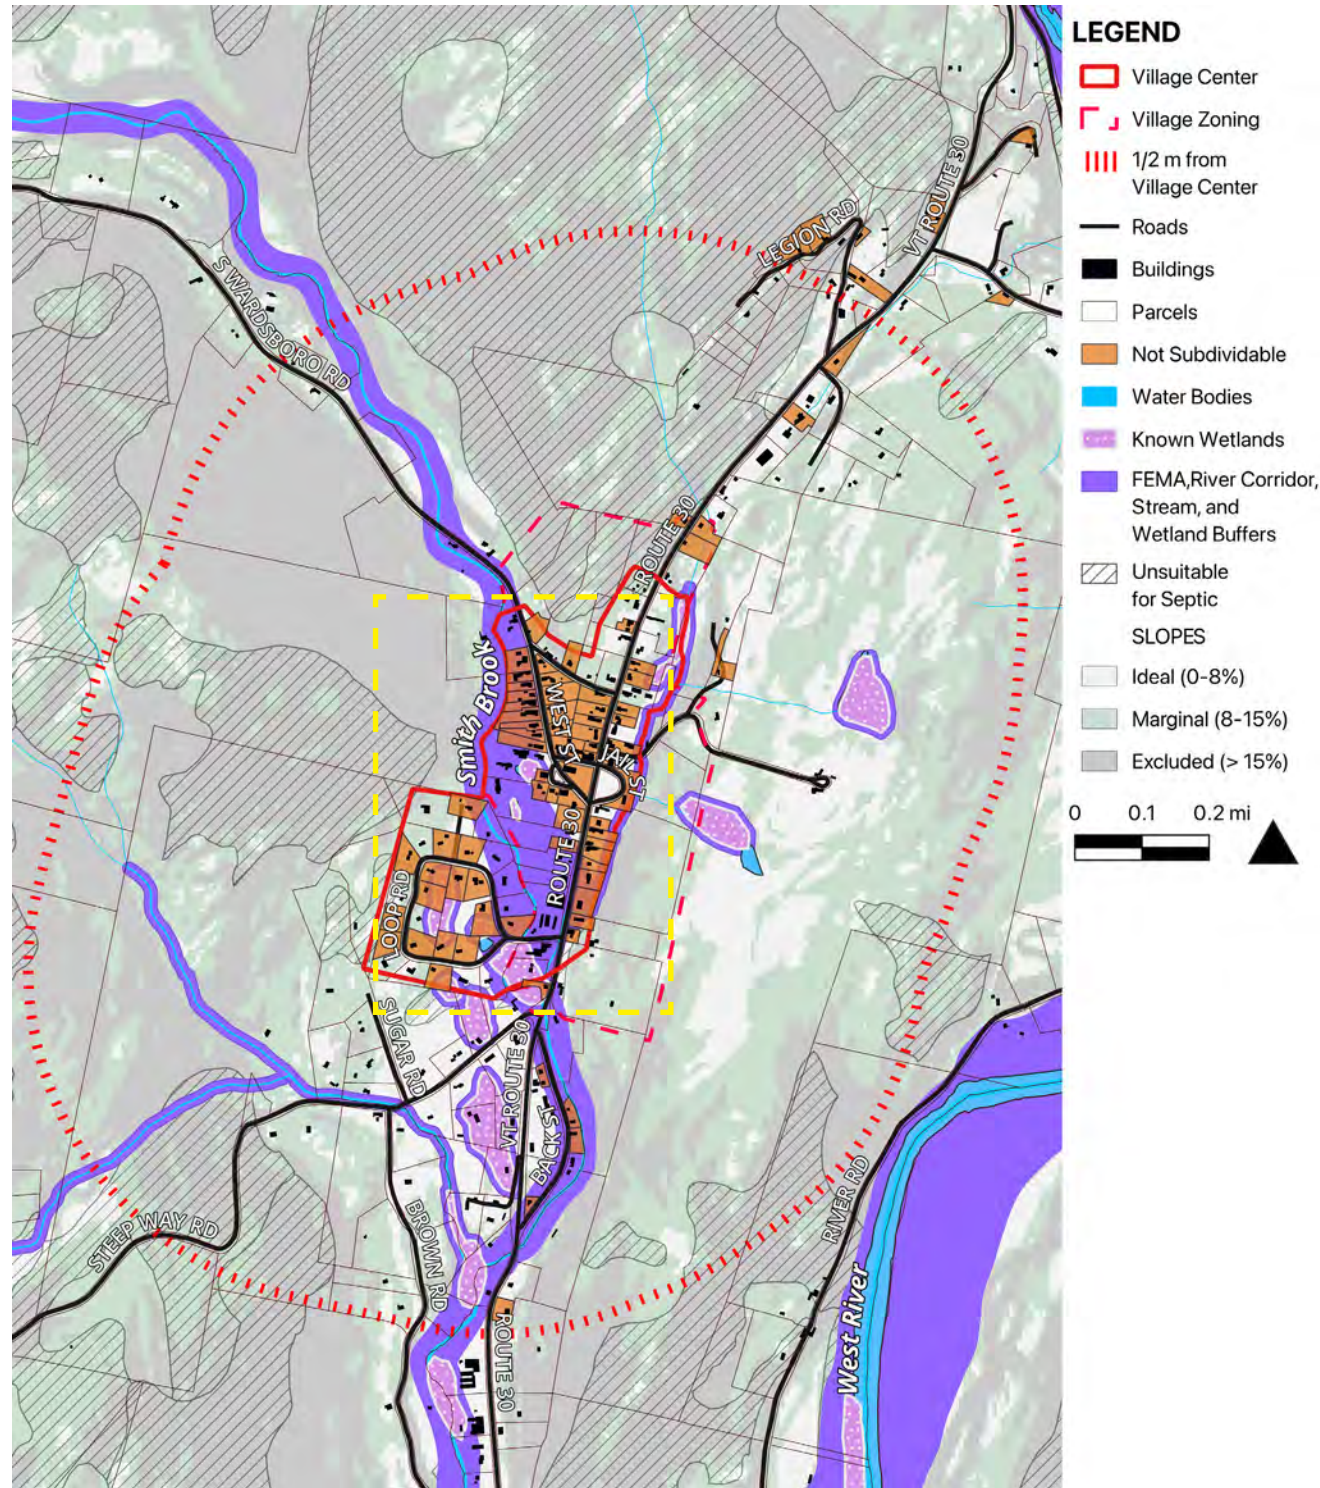 LEGEND
Village Center
Village Zoning
1/2 m from
Village Center
Roads
Buildings
Parcels
Not Subdividable
Water Bodies
Known Wetlands
FEMA,River Corridor,
Stream, and
Wetland Buffers
Unsuitable
for Septic
SLOPES
Ideal (0-8%)
Marginal (8-15%)
Excluded (> 15%)
0 0.1 0.2 mi
VT ROUTE 30
LEGION RD
S WARDSBORO RD
ROUTE 30
Smith Brook
WEST ST
JAIL ST
ROUTE 30
LOOP RD
SUGAR RD
VT ROUTE 30
BACK ST
STEEP WAY RD
BROWN RD
RIVER RD
West River
ROUTE 30